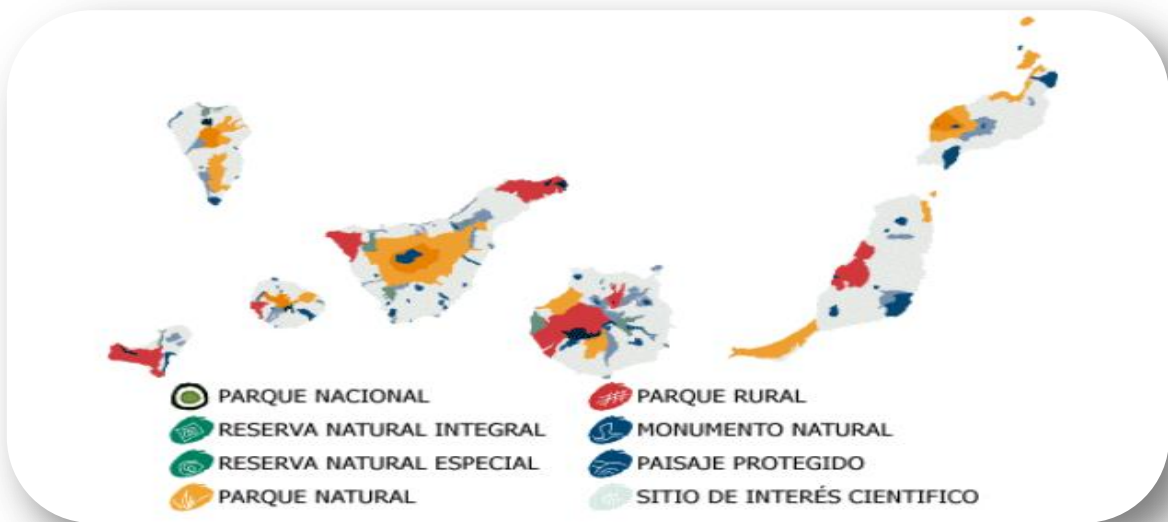 PARQUE NACIONAL
RESERVA NATURAL INTEGRAL
RESERVA NATURAL ESPECIAL
PARQUE NATURAL
PARQUE RURAL
MONUMENTO NATURAL
PAISAJE PROTEGIDO
SITIO DE INTERÉS CIENTIFICO